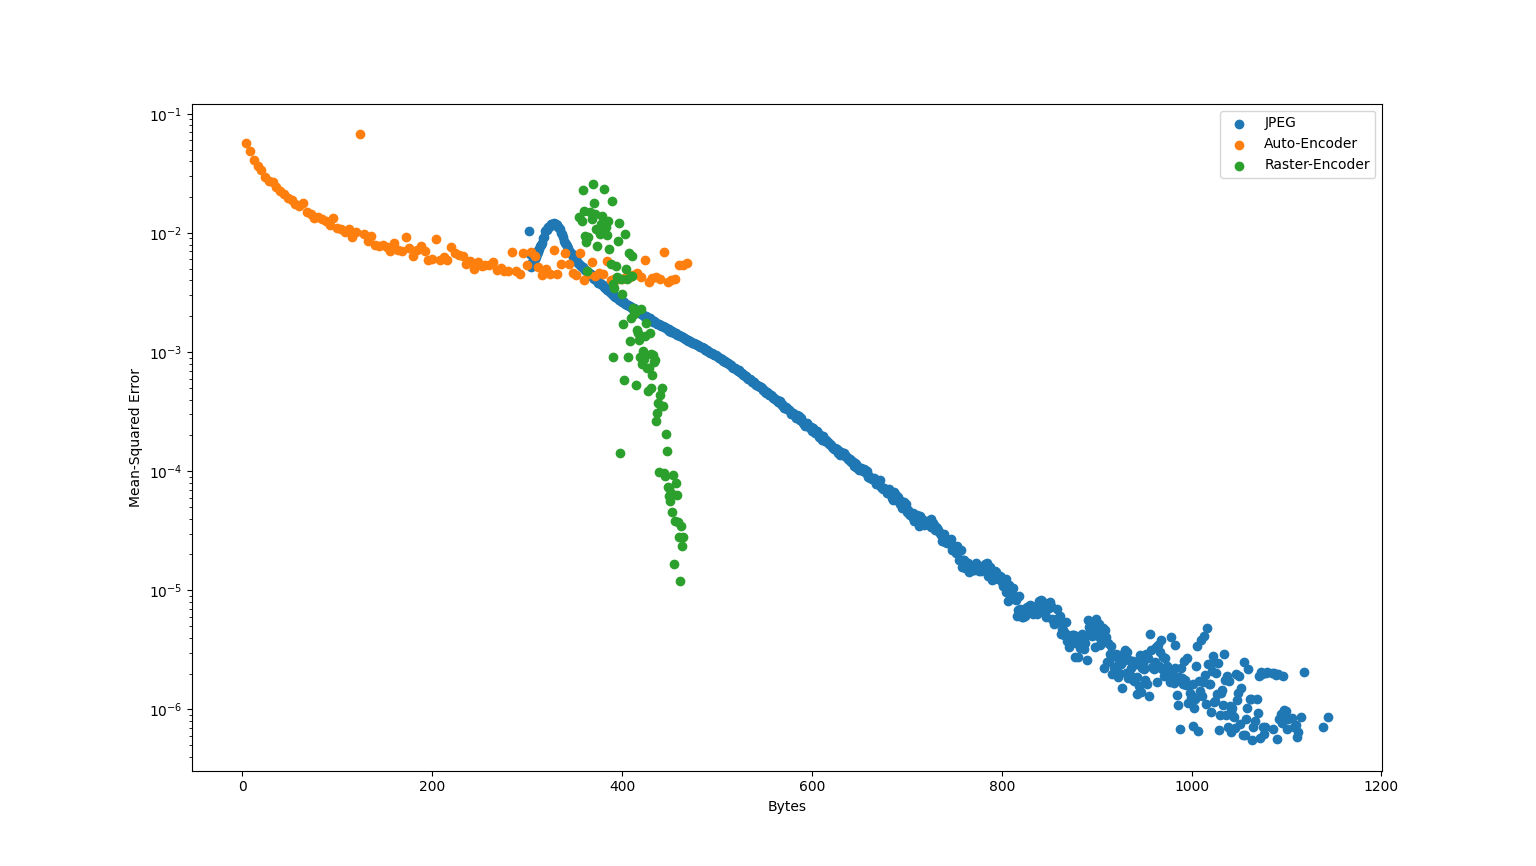 JPEG
Auto-Encoder
Raster-Encoder
Mean-Squared Error
10⁻¹
10⁻²
10⁻³
10⁻⁴
10⁻⁵
10⁻⁶
0 200 400 600 800 1000 1200
Bytes